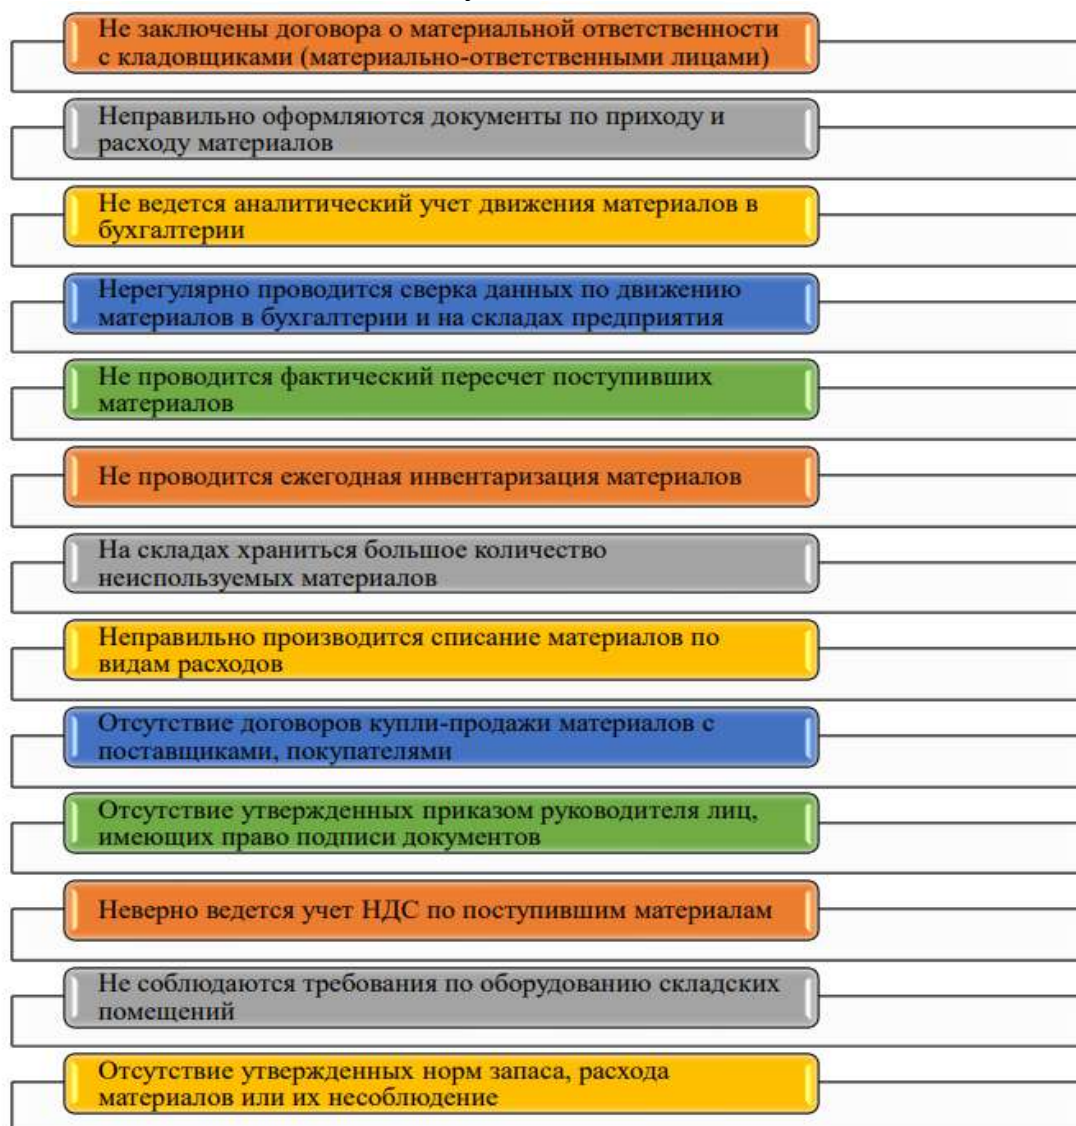 Не заключены договора о материальной ответственности
с кладовщиками (материально-ответственными лицами)
Неправильно оформляются документы по приходу и
расходу материалов
Не ведется аналитический учет движения материалов в
бухгалтерии
Нерегулярно проводится сверка данных по движению
материалов в бухгалтерии и на складах предприятия
Не проводится фактический пересчет поступивших
материалов
Не проводится ежегодная инвентаризация материалов
На складах храниться большое количество
неиспользуемых материалов
Неправильно производится списание материалов по
видам расходов
Отсутствие договоров купли-продажи материалов с
поставщиками, покупателями
Отсутствие утвержденных приказом руководителя лиц,
имеющих право подписи документов
Неверно ведется учет НДС по поступившим материалам
Не соблюдаются требования по оборудованию складских
помещений
Отсутствие утвержденных норм запаса, расхода
материалов или их несоблюдение